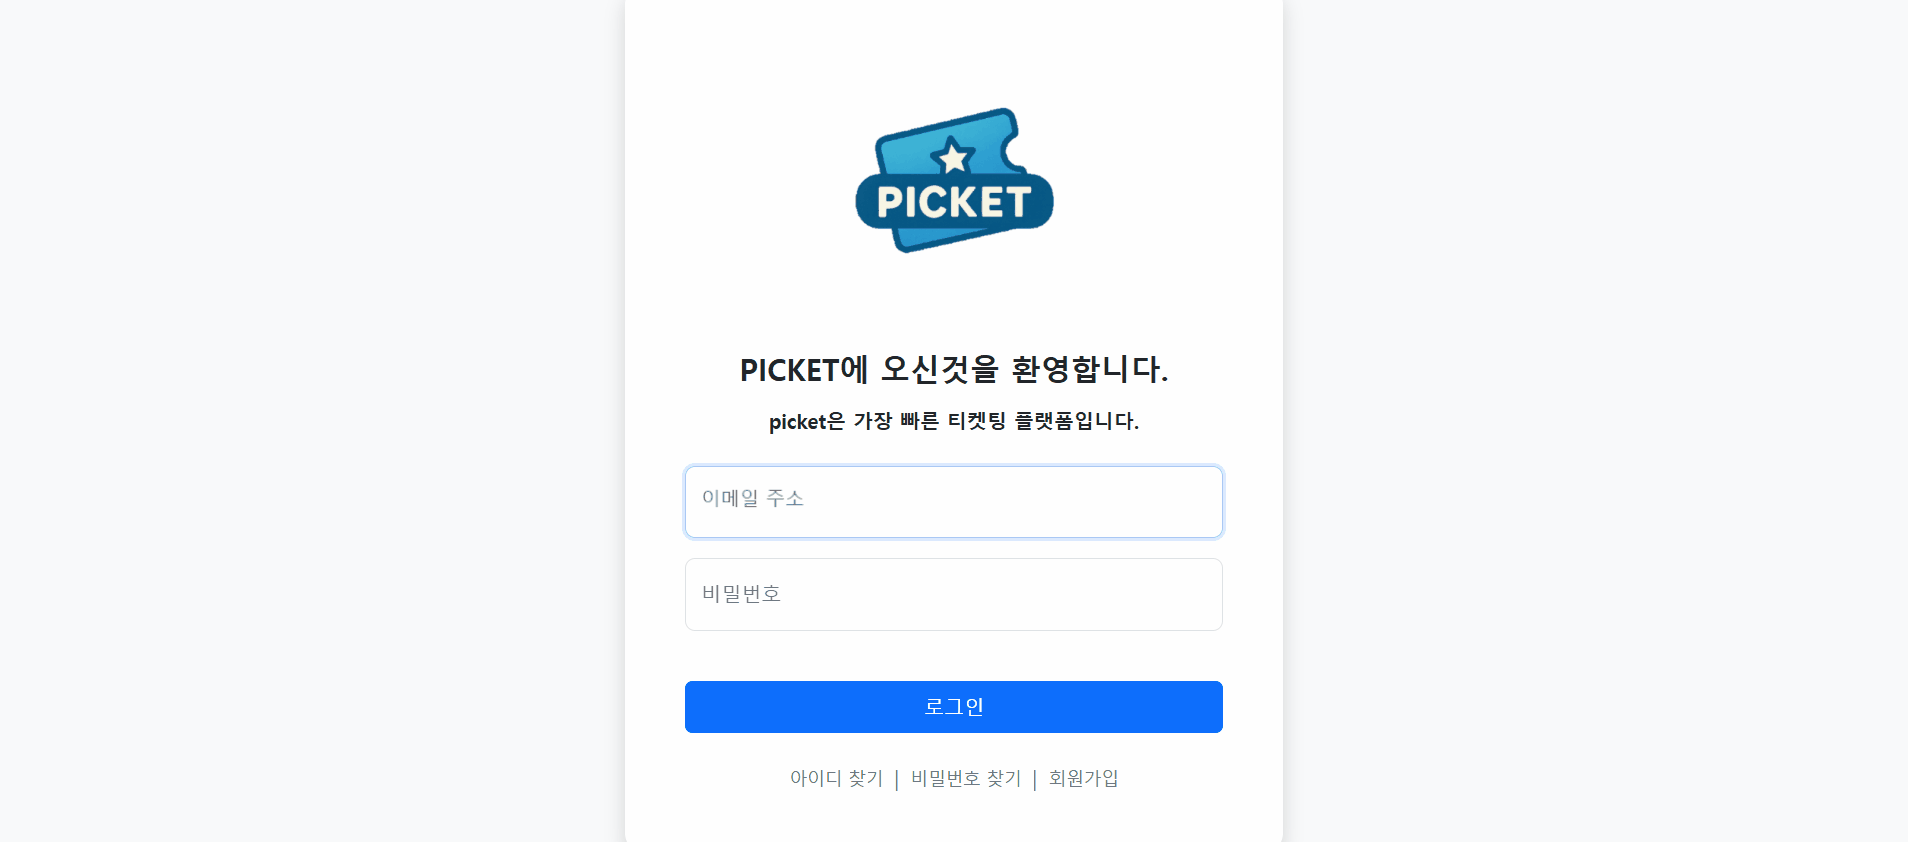 PICKET
PICKET에 오신것을 환영합니다.
picket은 가장 빠른 티켓팅 플랫폼입니다.
이메일 주소
비밀번호
로그인
아이디 찾기 | 비밀번호 찾기 | 회원가입